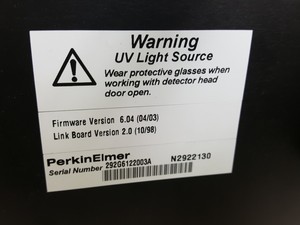 Warning
UV Light Source
Wear protective glasses when
working with detector head
door open.
Firmware Version 6.04 (04/03)
Link Board Version 2.0 (10/98)
PerkinElmer N2922130
Serial Number 292G6122003A